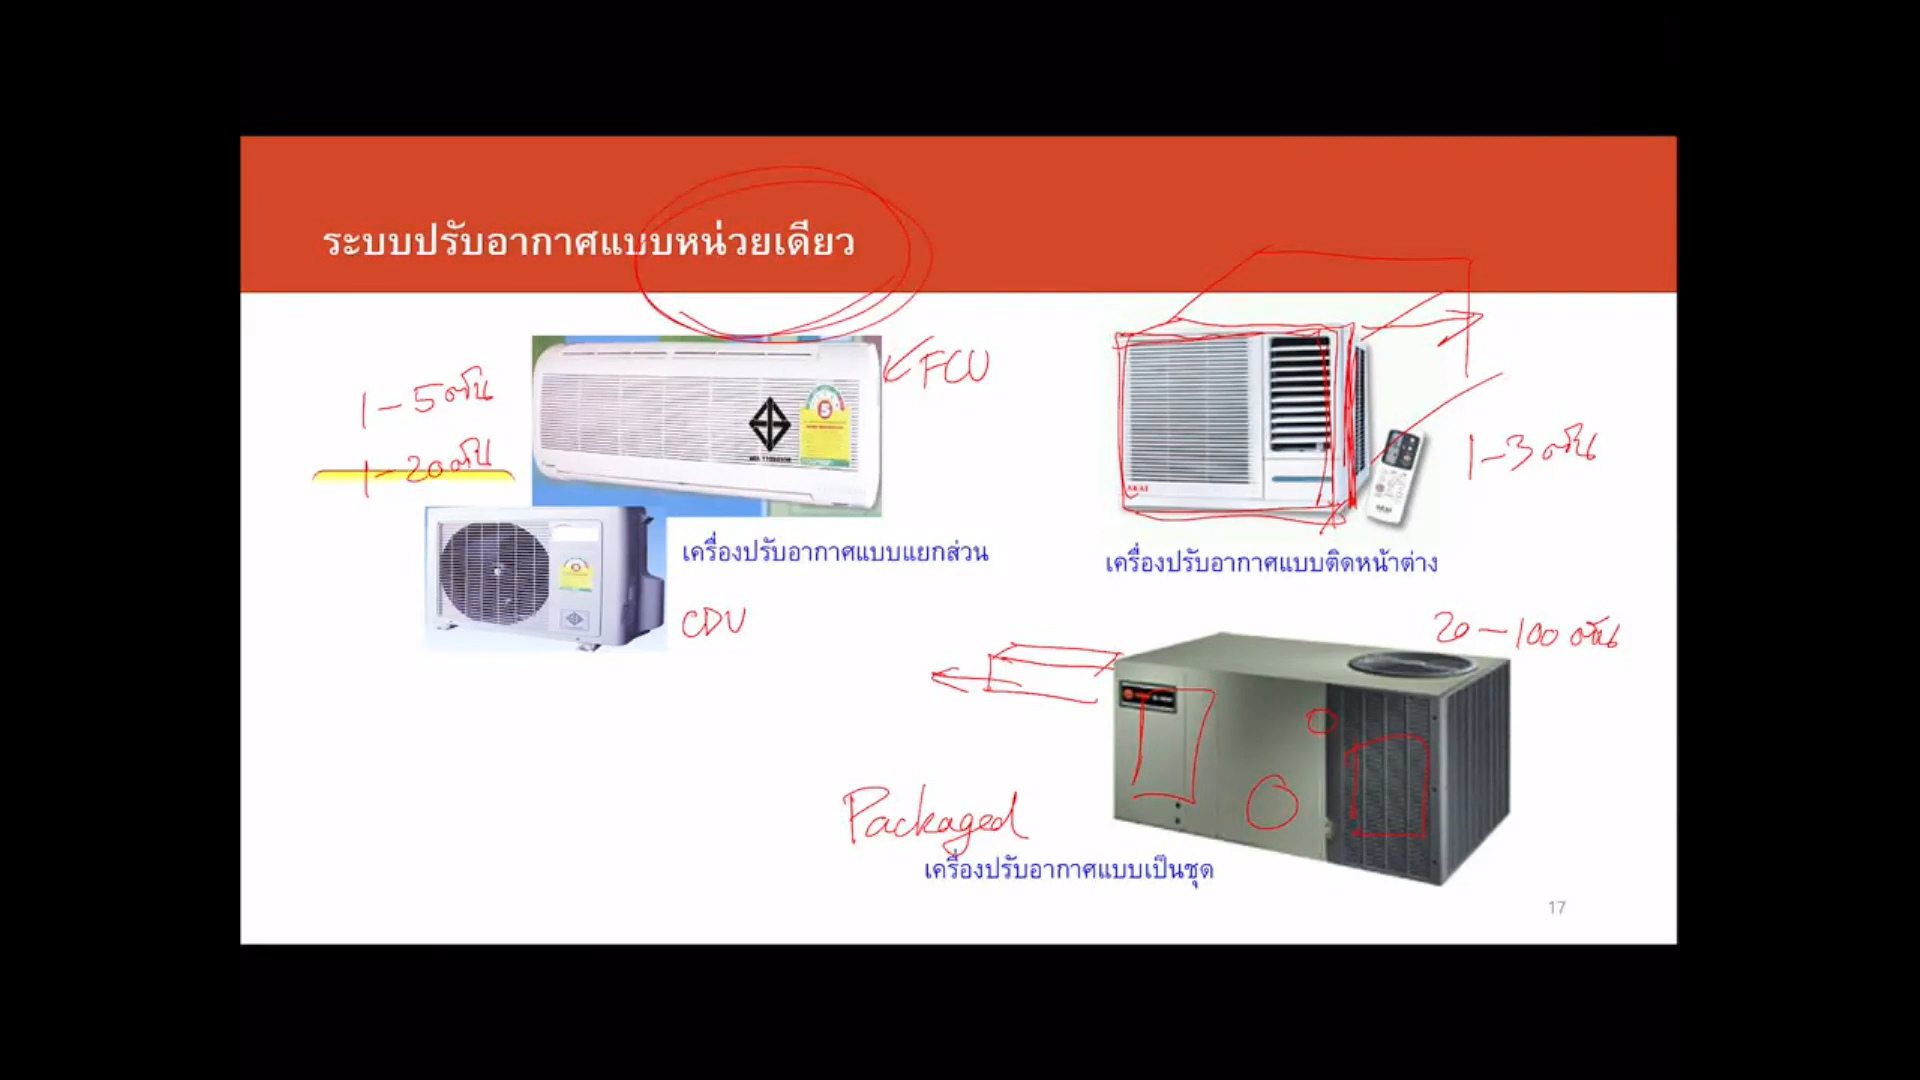 ระบบปรับอากาศแบบหน่วยเดียว
FCU
1-5 ตัน
1-20 ตัน
5
1-3 ตัน
AKAI
เครื่องปรับอากาศแบบแยกส่วน
เครื่องปรับอากาศแบบติดหน้าต่าง
CDU
20-100 ตัน
Packaged
เครื่องปรับอากาศแบบเป็นชุด
17